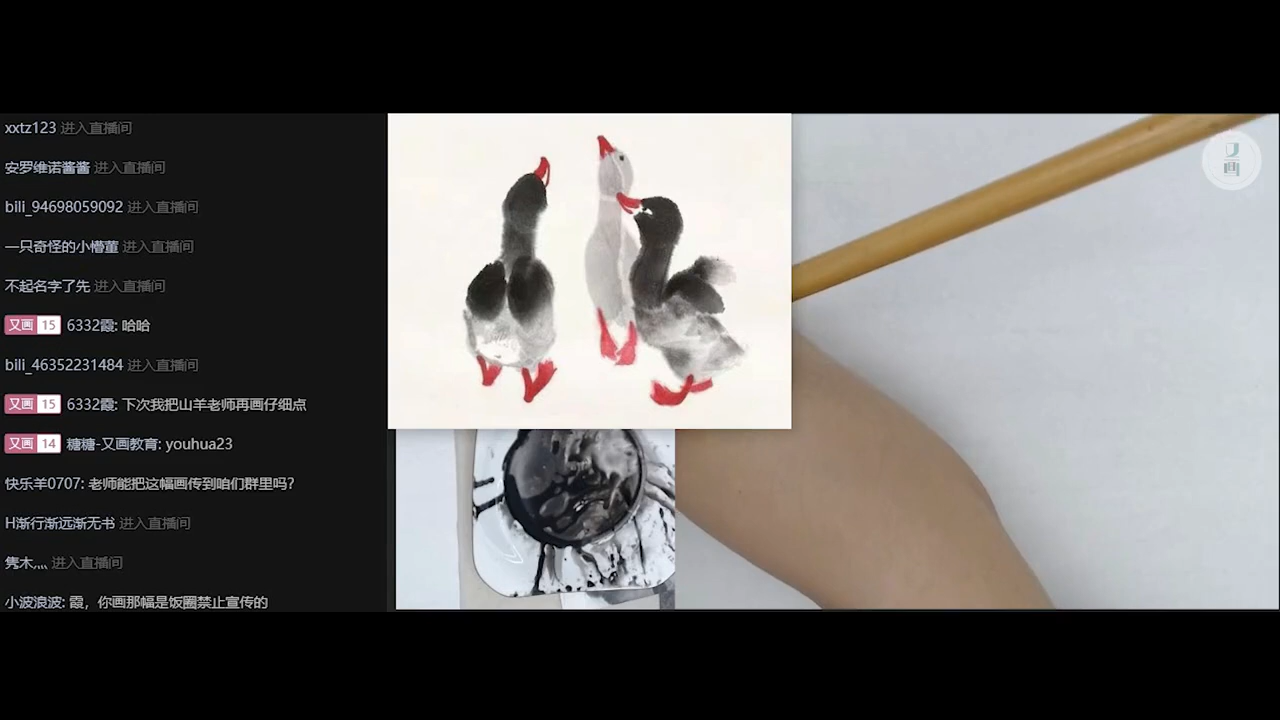 xxtz123 进入直播间
安罗维诺酱酱 进入直播间
bili_94698059092 进入直播间
一只奇怪的小懵董 进入直播间
不起名字了先 进入直播间
又画 15 6332霞: 哈哈
bili_46352231484 进入直播间
又画 15 6332霞: 下次我把山羊老师再画仔细点
又画 14 糖糖-又画教育: youhua23
快乐羊0707: 老师能把这幅画传到咱们群里吗?
H渐行渐远渐无书 进入直播间
隽木灬 进入直播间
小波浪波: 霞，你画那幅是饭圈禁止宣传的
又画